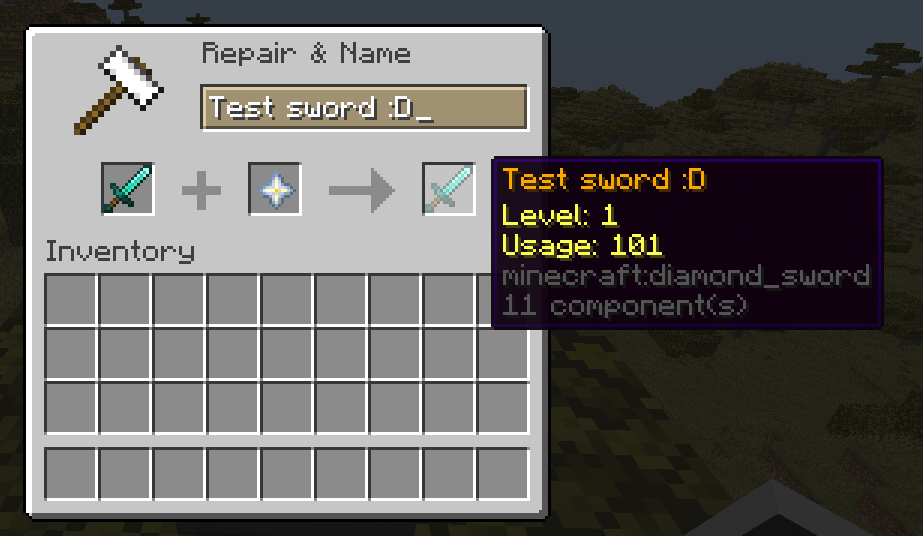 Repair & Name
Test sword :D_
Test sword :D
Level: 1
Usage: 101
minecraft:diamond_sword
11 component(s)
Inventory